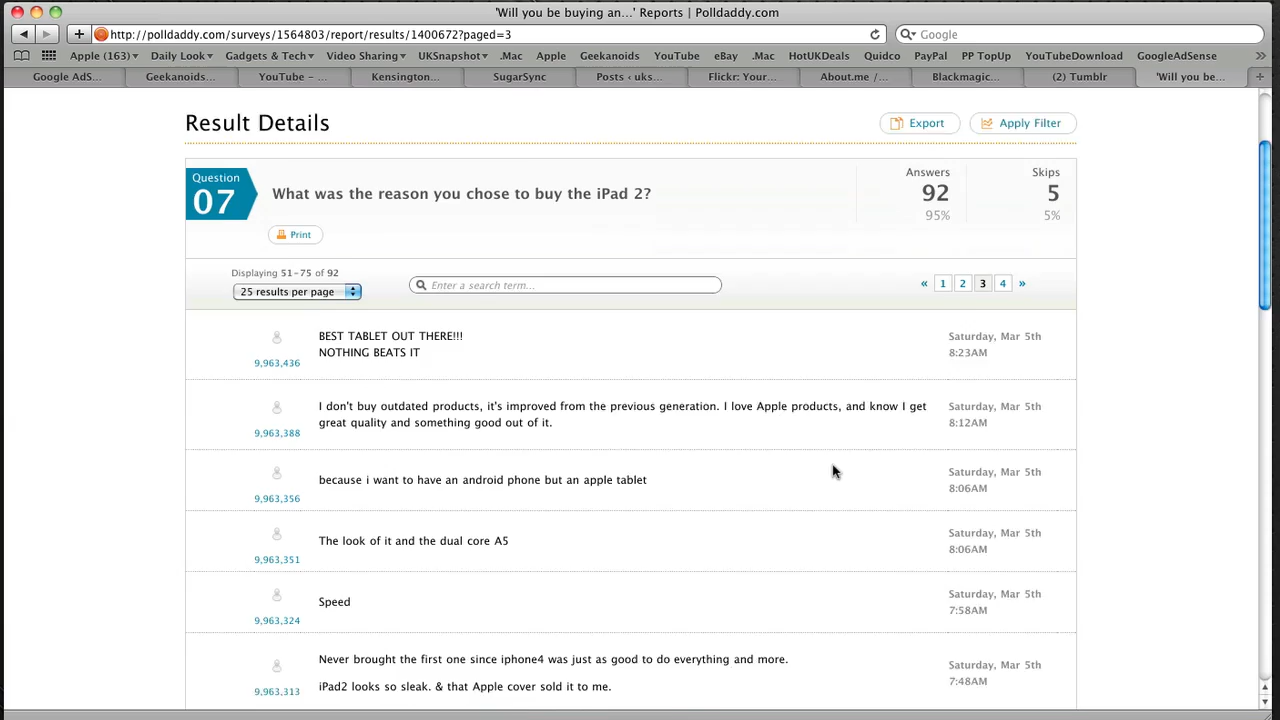 'Will you be buying an...' Reports | Polldaddy.com
http://polldaddy.com/surveys/1564803/report/results/1400672?paged=3
Google
Apple (163) Daily Look Gadgets & Tech Video Sharing UKSnapshot .Mac Apple Geekanoids YouTube eBay .Mac HotUKDeals Quidco PayPal PP TopUp YouTubeDownload GoogleAdSense
Google AdS... Geekanoids... YouTube – ... Kensington... SugarSync Posts ‹ uks... Flickr: Your... About.me /... Blackmagic... (2) Tumblr 'Will you be...
Result Details
Export
Apply Filter
Question
07
What was the reason you chose to buy the iPad 2?
Answers
92
95%
Skips
5
5%
Print
Displaying 51-75 of 92
25 results per page
Enter a search term...
« 1 2 3 4 »
BEST TABLET OUT THERE!!!
NOTHING BEATS IT
9,963,436
Saturday, Mar 5th
8:23AM
I don't buy outdated products, it's improved from the previous generation. I love Apple products, and know I get
great quality and something good out of it.
9,963,388
Saturday, Mar 5th
8:12AM
because i want to have an android phone but an apple tablet
9,963,356
Saturday, Mar 5th
8:06AM
The look of it and the dual core A5
9,963,351
Saturday, Mar 5th
8:06AM
Speed
9,963,324
Saturday, Mar 5th
7:58AM
Never brought the first one since iphone4 was just as good to do everything and more.
iPad2 looks so sleak. & that Apple cover sold it to me.
9,963,313
Saturday, Mar 5th
7:48AM